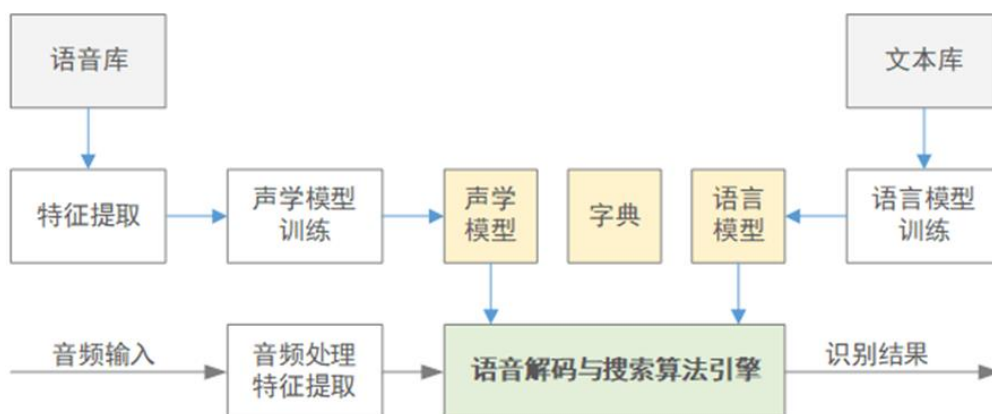 语音库
文本库
特征提取
声学模型
训练
声学
模型
字典
语言
模型
语言模型
训练
音频输入
音频处理
特征提取
语音解码与搜索算法引擎
识别结果